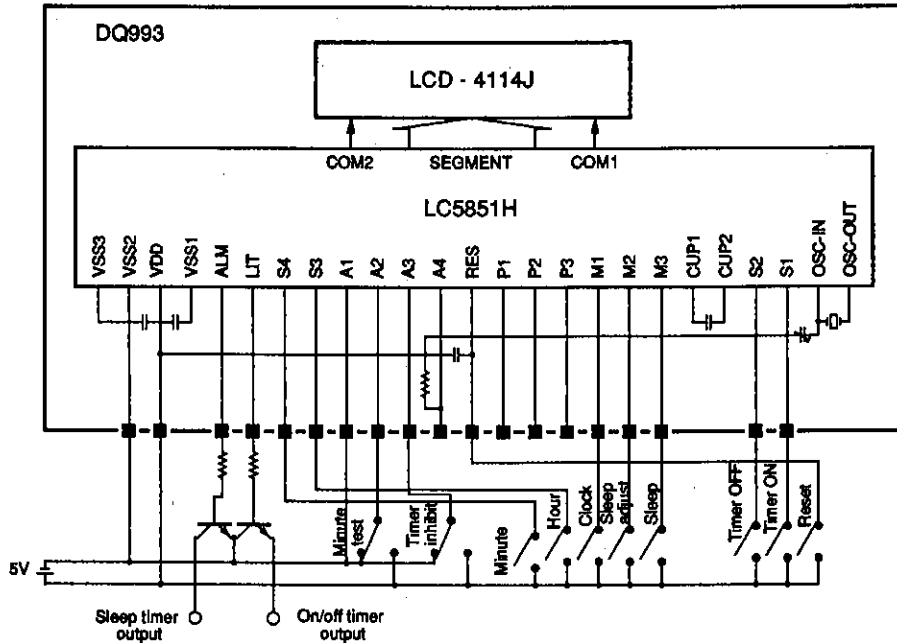 DQ993
LCD - 4114J
COM2
SEGMENT
COM1
LC5851H
VSS3
VSS2
VDD
VSS1
ALM
LIT
S4
S3
A1
A2
A3
A4
RES
P1
P2
P3
M1
M2
M3
CUP1
CUP2
S2
S1
OSC-IN
OSC-OUT
Minute
test
Timer
inhibit
Minute
Hour
Clock
Sleep
adjust
Sleep
Timer OFF
Timer ON
Reset
5V
Sleep timer
output
On/off timer
output